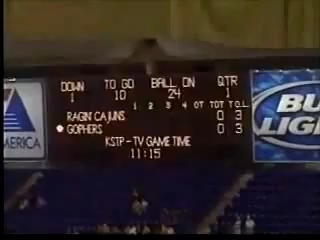 DOWN TO GO BALL ON QTR
1 10 24 1
1 2 3 4 OT TOT T.O.L.
RAGIN' CAJUNS 0 3
GOPHERS 0 3
KSTP - TV GAME TIME
11:15
AMERICA
BUD
LIGHT